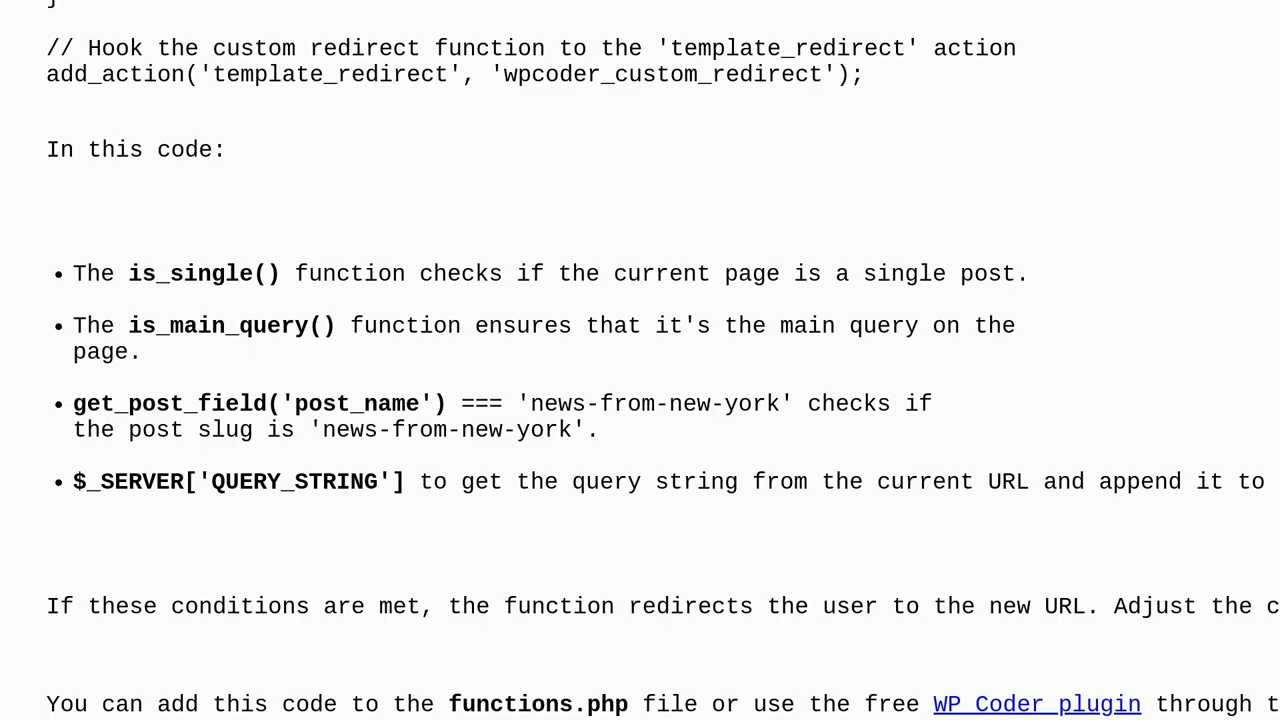 }
// Hook the custom redirect function to the 'template_redirect' action
add_action('template_redirect', 'wpcoder_custom_redirect');
In this code:
• The is_single() function checks if the current page is a single post.
• The is_main_query() function ensures that it's the main query on the
page.
• get_post_field('post_name') === 'news-from-new-york' checks if
the post slug is 'news-from-new-york'.
• $_SERVER['QUERY_STRING'] to get the query string from the current URL and append it to
If these conditions are met, the function redirects the user to the new URL. Adjust the
You can add this code to the functions.php file or use the free WP Coder plugin through